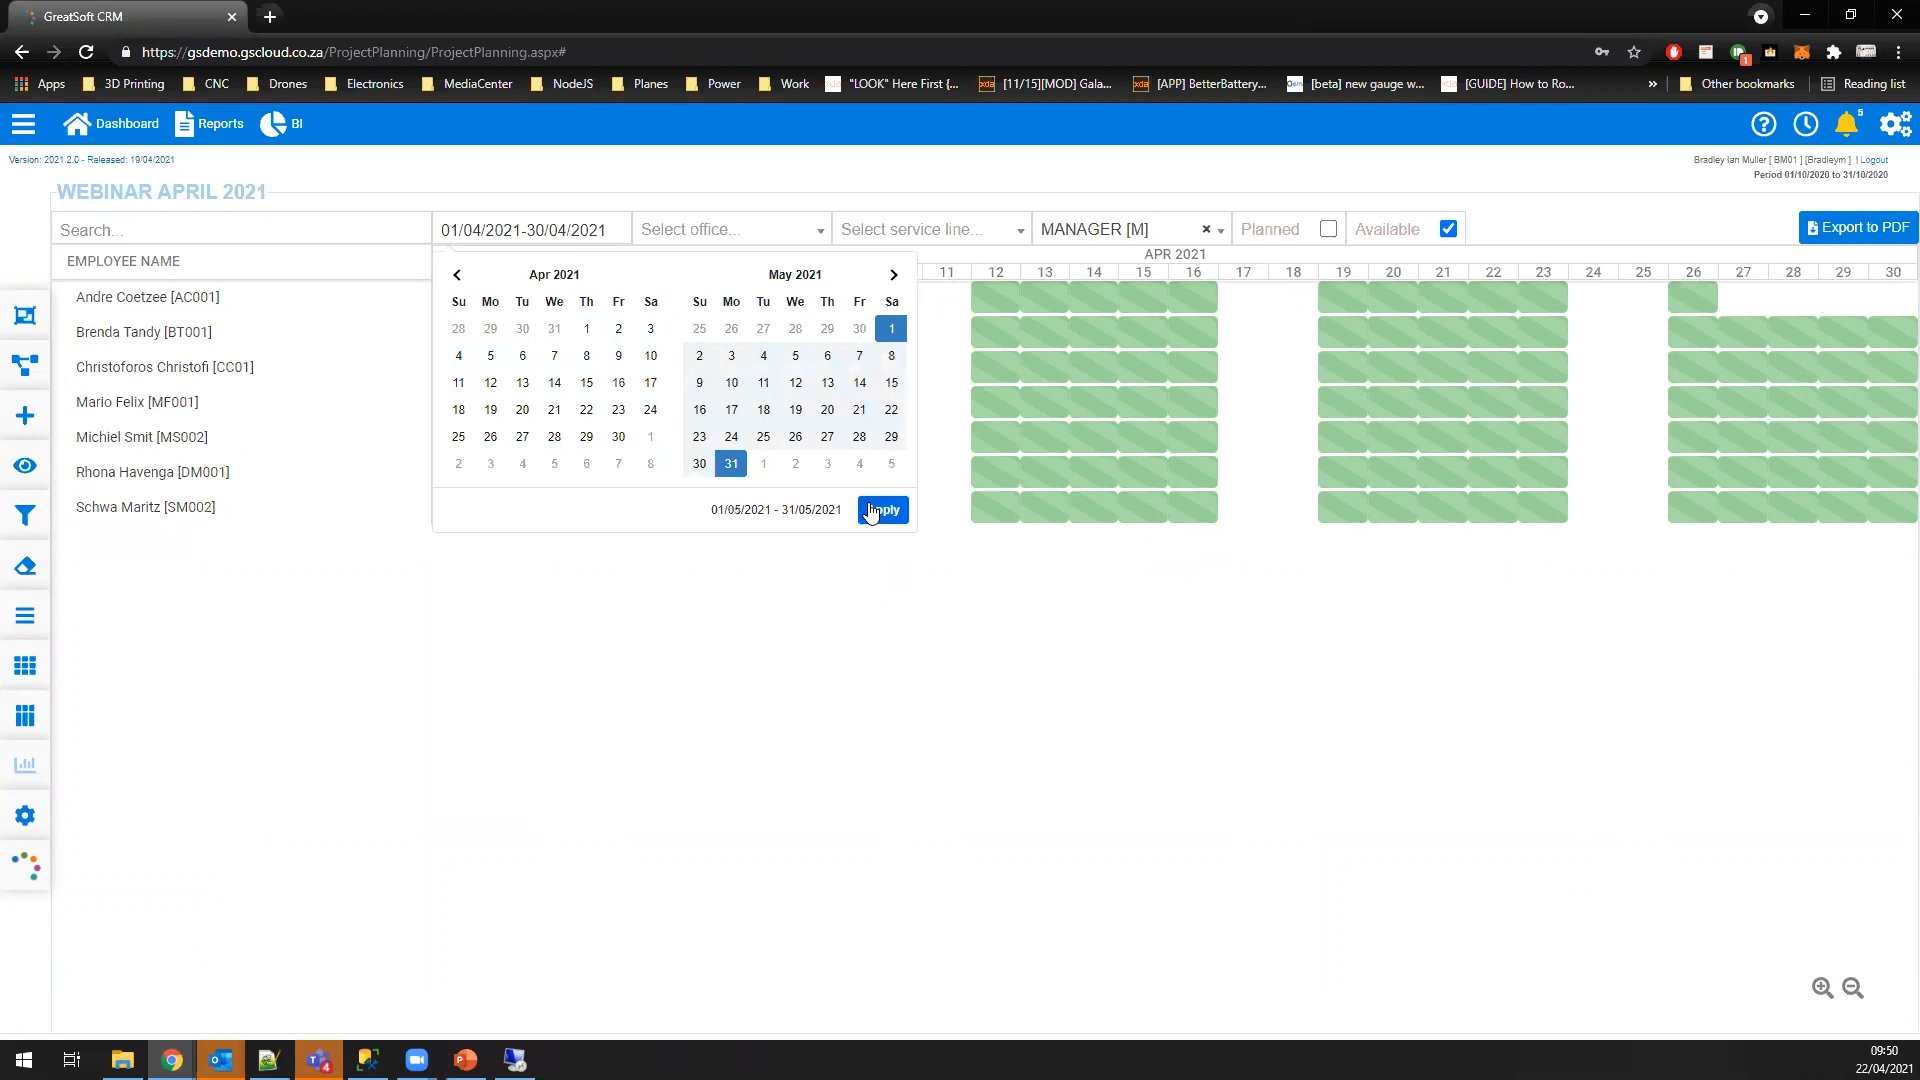 GreatSoft CRM
https://gsdemo.gscloud.co.za/ProjectPlanning/ProjectPlanning.aspx#
1
Apps 3D Printing CNC Drones Electronics MediaCenter NodeJS Planes Power Work "LOOK" Here First {... [11/15][MOD] Gala... [APP] BetterBattery... [beta] new gauge w... [GUIDE] How to Ro... » Other bookmarks Reading list
Dashboard Reports BI
5
Version: 2021.2.0 - Released: 19/04/2021
Bradley Ian Muller [ BM01 ] [Bradleym ] | Logout
Period 01/10/2020 to 31/10/2020
WEBINAR APRIL 2021
Search... 01/04/2021-30/04/2021 Select office... Select service line... MANAGER [M] × Planned Available Export to PDF
EMPLOYEE NAME
APR 2021
11 12 13 14 15 16 17 18 19 20 21 22 23 24 25 26 27 28 29 30
Andre Coetzee [AC001]
Brenda Tandy [BT001]
Christoforos Christofi [CC01]
Mario Felix [MF001]
Michiel Smit [MS002]
Rhona Havenga [DM001]
Schwa Maritz [SM002]
Apr 2021
Su Mo Tu We Th Fr Sa
28 29 30 31 1 2 3
4 5 6 7 8 9 10
11 12 13 14 15 16 17
18 19 20 21 22 23 24
25 26 27 28 29 30 1
2 3 4 5 6 7 8
May 2021
Su Mo Tu We Th Fr Sa
25 26 27 28 29 30 1
2 3 4 5 6 7 8
9 10 11 12 13 14 15
16 17 18 19 20 21 22
23 24 25 26 27 28 29
30 31 1 2 3 4 5
01/05/2021 - 31/05/2021
4
09:50
22/04/2021